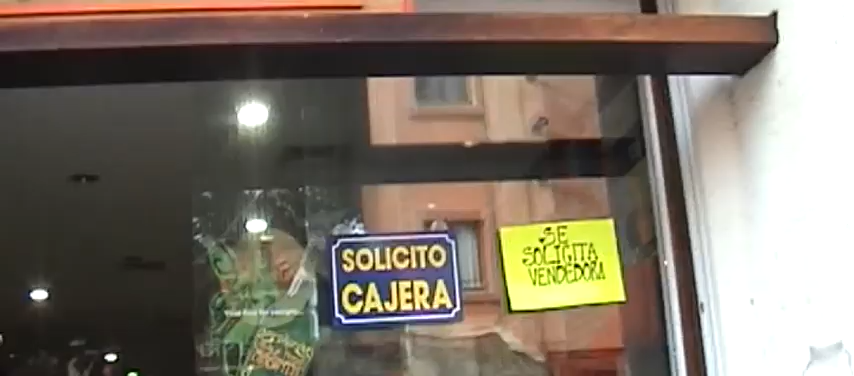 SOLICITO
CAJERA
SE
SOLICITA
VENDEDORA